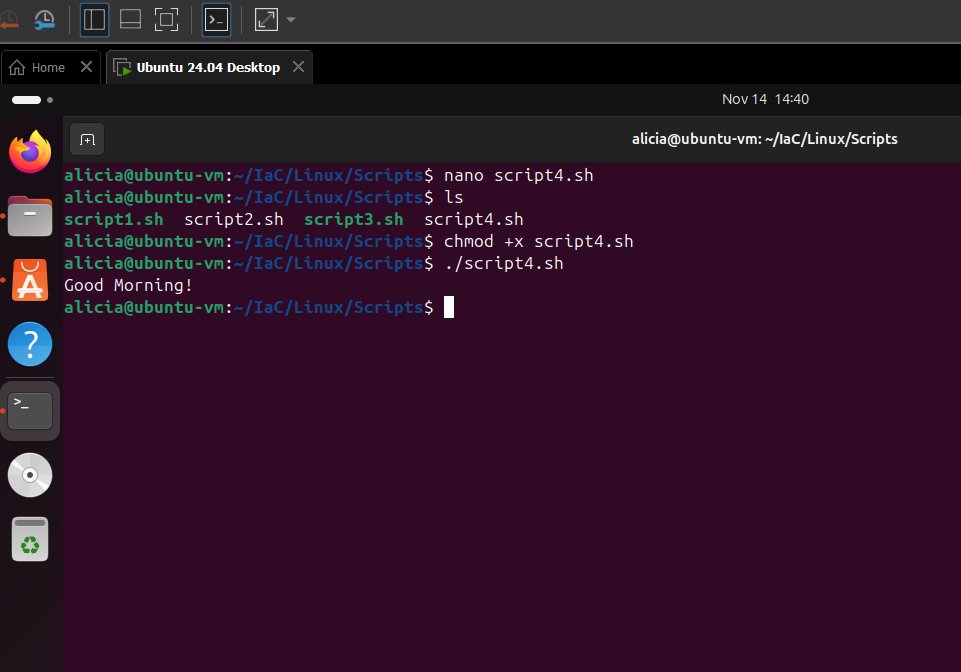 Home
Ubuntu 24.04 Desktop
Nov 14 14:40
alicia@ubuntu-vm: ~/IaC/Linux/Scripts
alicia@ubuntu-vm:~/IaC/Linux/Scripts$ nano script4.sh
alicia@ubuntu-vm:~/IaC/Linux/Scripts$ ls
script1.sh script2.sh script3.sh script4.sh
alicia@ubuntu-vm:~/IaC/Linux/Scripts$ chmod +x script4.sh
alicia@ubuntu-vm:~/IaC/Linux/Scripts$ ./script4.sh
Good Morning!
alicia@ubuntu-vm:~/IaC/Linux/Scripts$